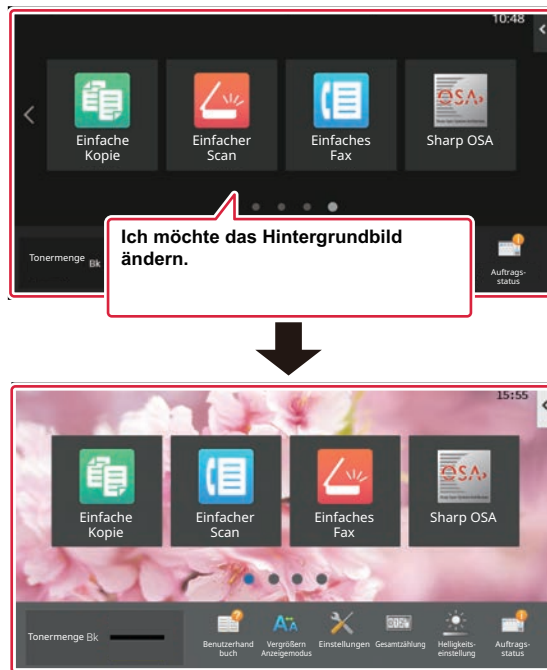 10:48
Einfache
Kopie
Einfacher
Scan
Einfaches
Fax
Sharp OSA
Ich möchte das Hintergrundbild
ändern.
Tonermenge Bk
Auftrags-
status
15:55
Einfache
Kopie
Einfacher
Scan
Einfaches
Fax
Sharp OSA
Tonermenge Bk
Benutzerhand
buch
Vergrößern
Anzeigemodus
Einstellungen
Gesamtzählung
Helligkeits-
einstellung
Auftrags-
status